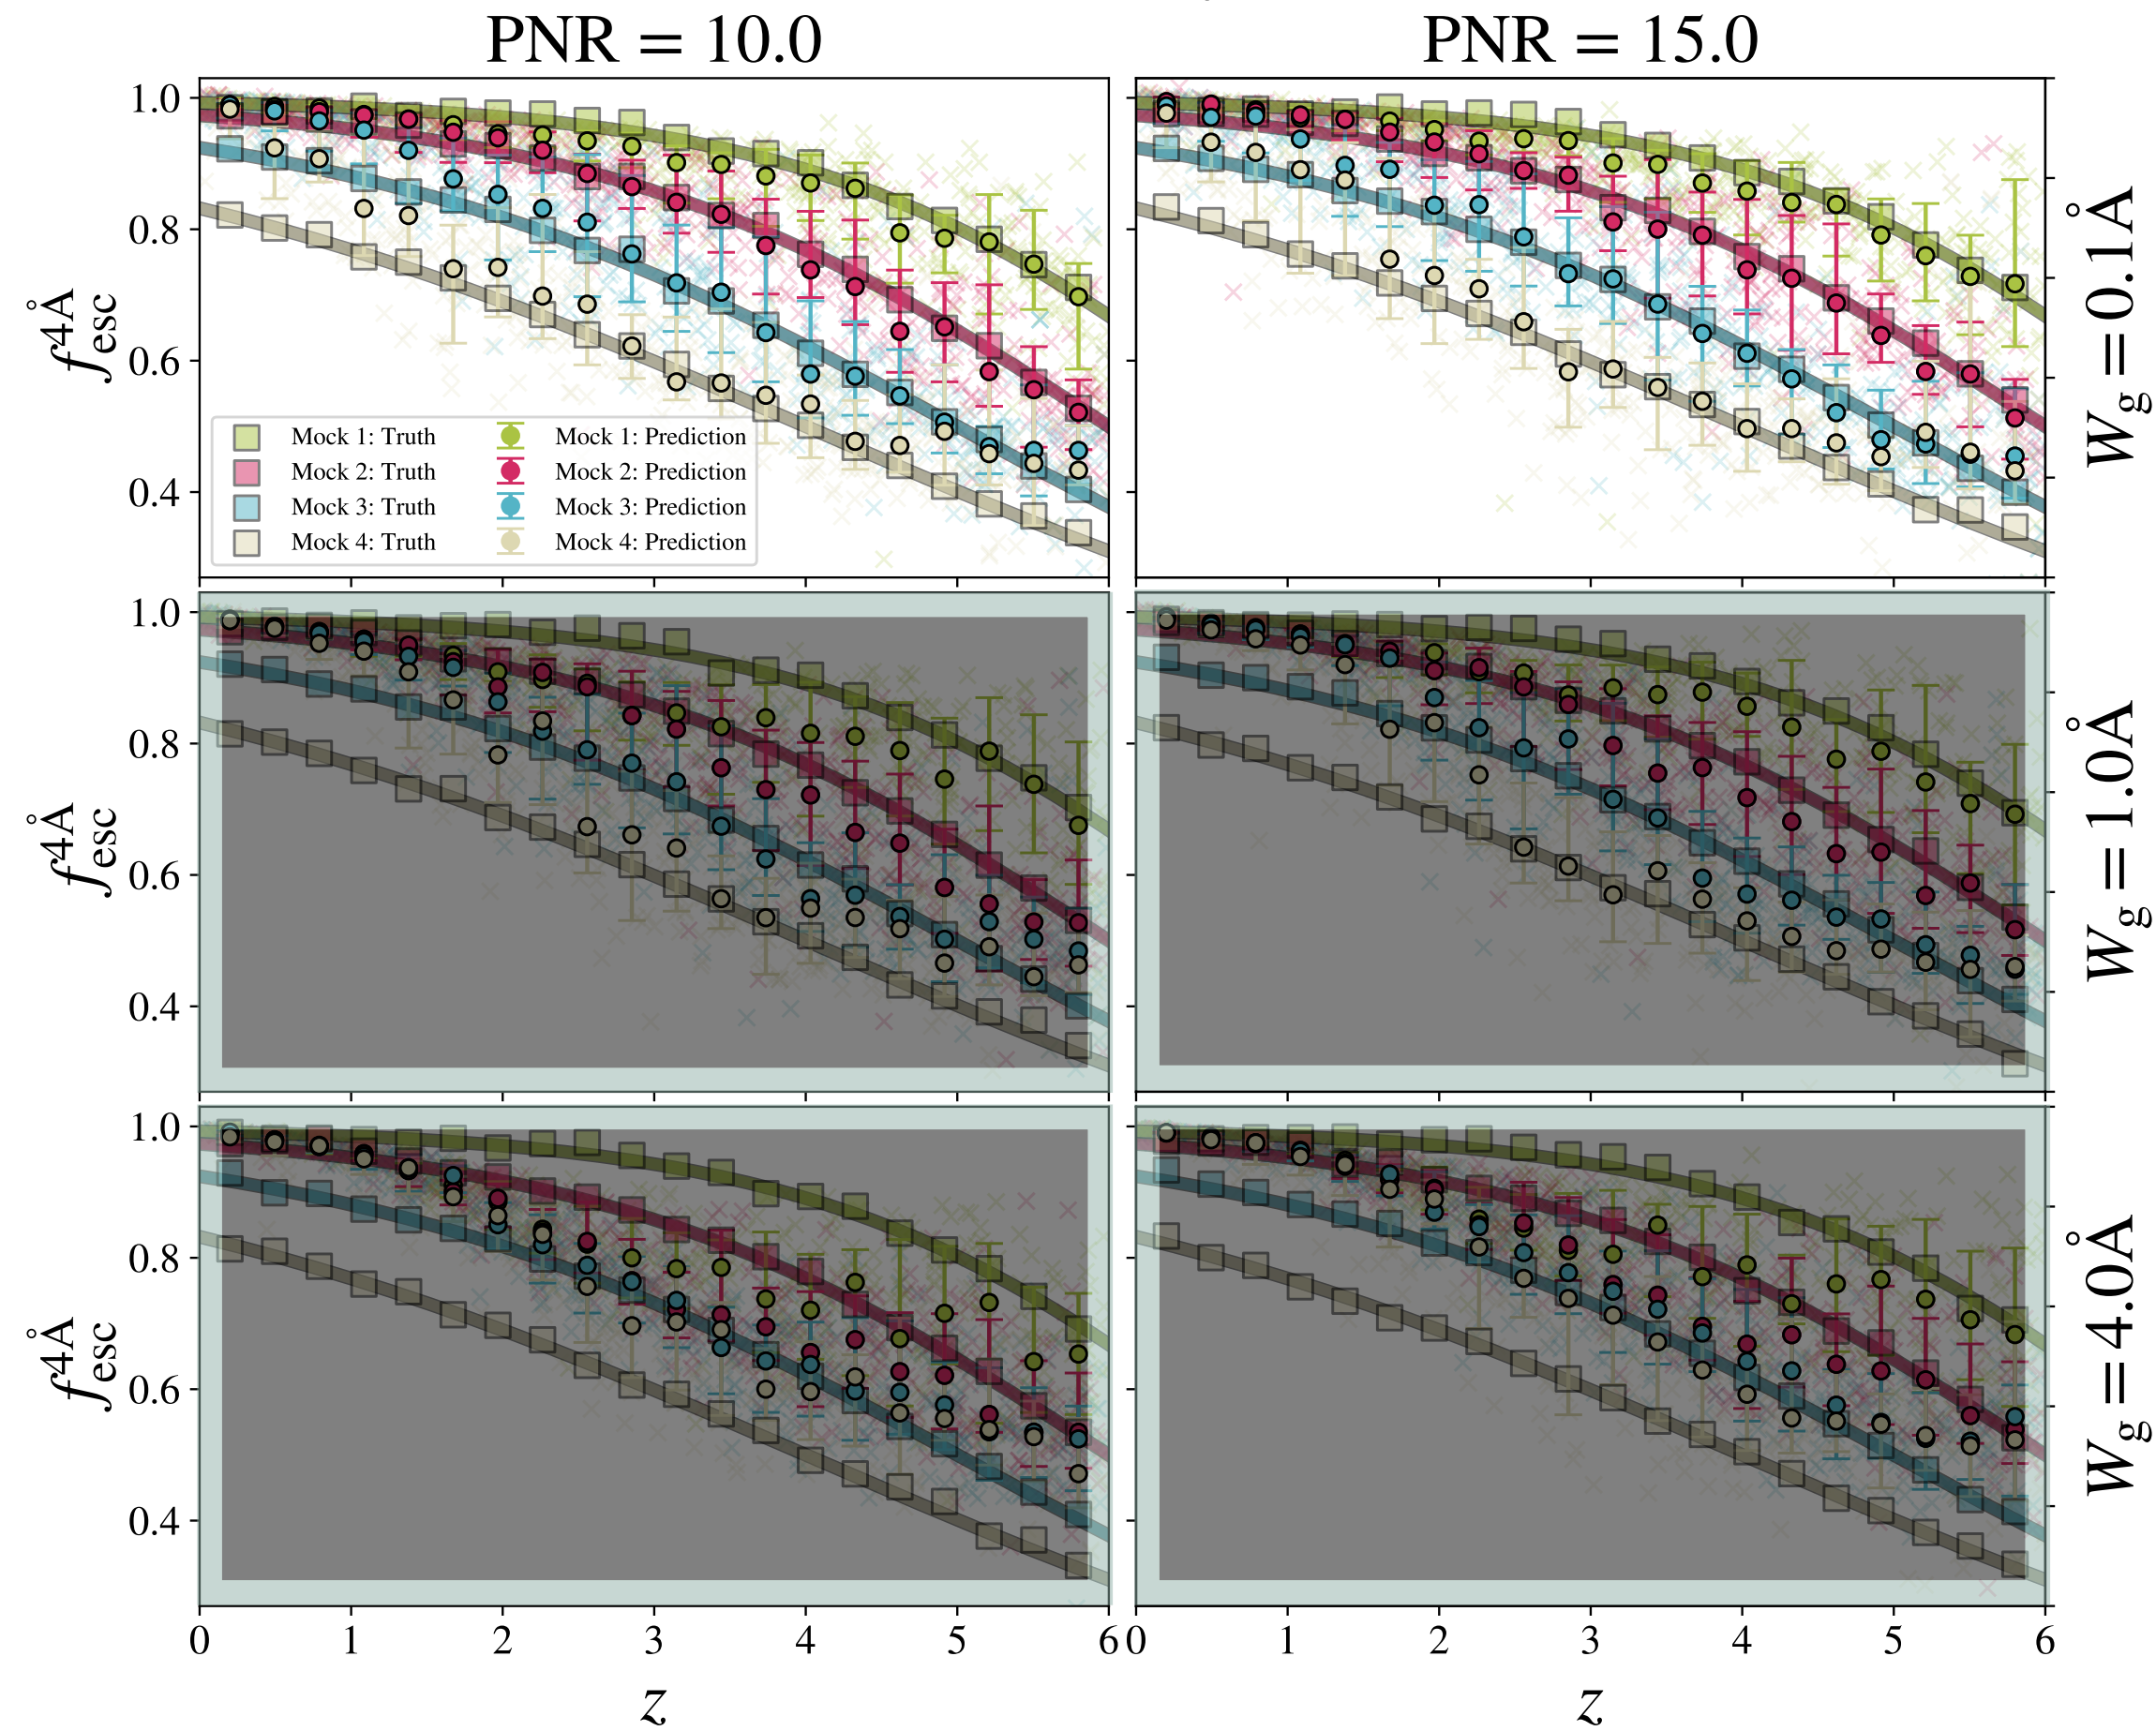 PNR = 10.0
PNR = 15.0
1.0
0.8
0.6
0.4
f_esc^4Å
Mock 1: Truth
Mock 2: Truth
Mock 3: Truth
Mock 4: Truth
Mock 1: Prediction
Mock 2: Prediction
Mock 3: Prediction
Mock 4: Prediction
W_g = 0.1Å
1.0
0.8
0.6
0.4
f_esc^4Å
W_g = 1.0Å
1.0
0.8
0.6
0.4
f_esc^4Å
W_g = 4.0Å
0 1 2 3 4 5 6
0 1 2 3 4 5 6
z
z